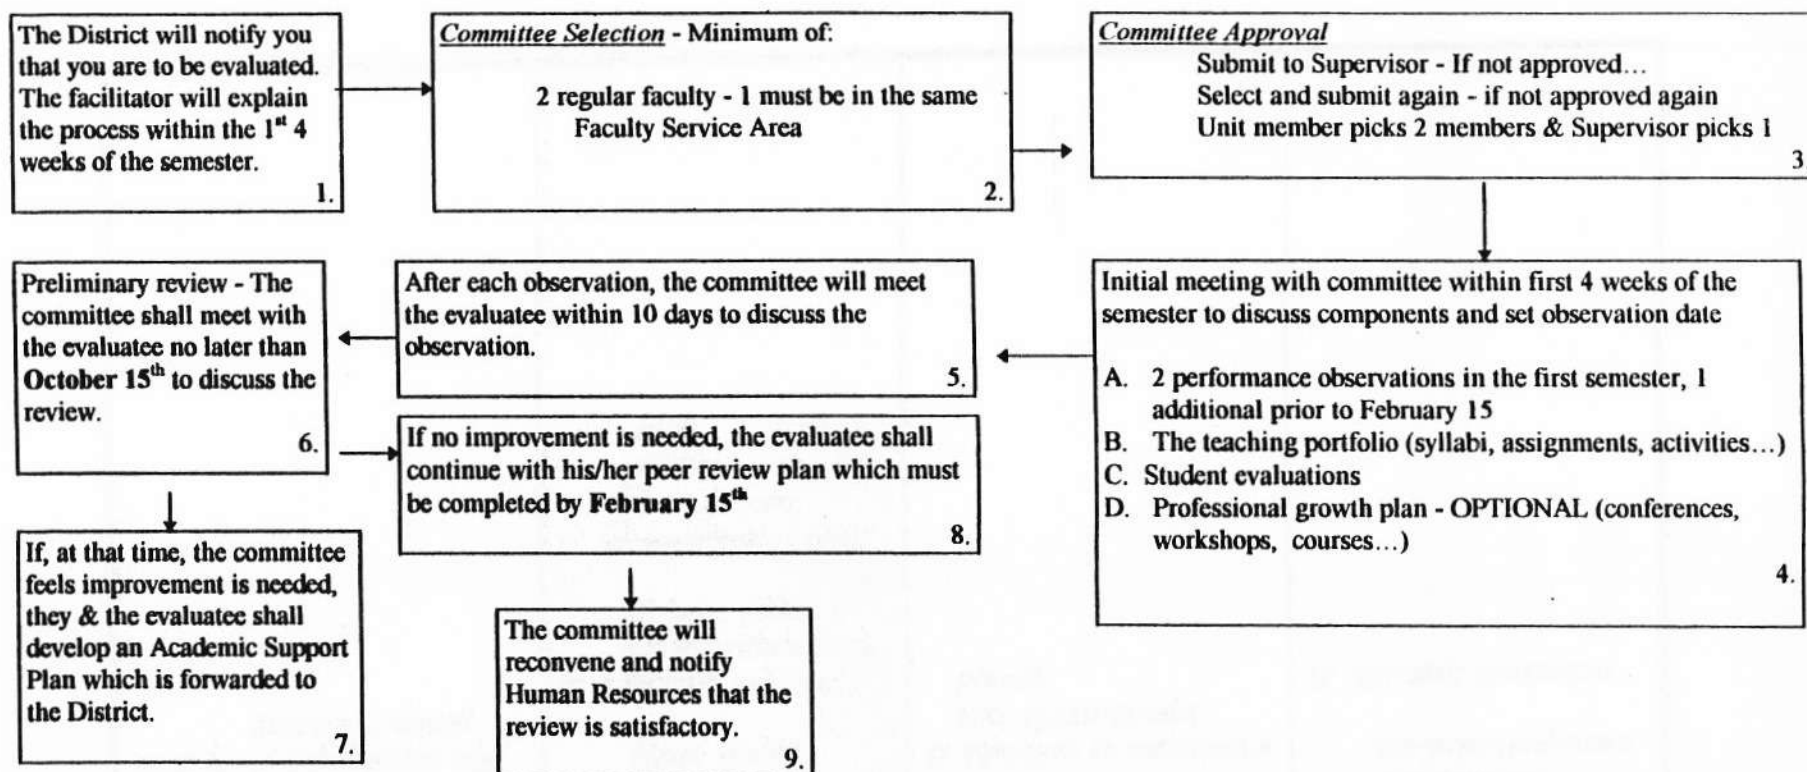 The District will notify you
that you are to be evaluated.
The facilitator will explain
the process within the 1st 4
weeks of the semester.
1.
Committee Selection - Minimum of:
2 regular faculty - 1 must be in the same
Faculty Service Area
2.
Committee Approval
Submit to Supervisor - If not approved…
Select and submit again - if not approved again
Unit member picks 2 members & Supervisor picks 1
3
Initial meeting with committee within first 4 weeks of the
semester to discuss components and set observation date
A. 2 performance observations in the first semester, 1
additional prior to February 15
B. The teaching portfolio (syllabi, assignments, activities…)
C. Student evaluations
D. Professional growth plan - OPTIONAL (conferences,
workshops, courses…)
4.
After each observation, the committee will meet
the evaluatee within 10 days to discuss the
observation.
5.
Preliminary review - The
committee shall meet with
the evaluatee no later than
October 15th to discuss the
review.
6.
If, at that time, the committee
feels improvement is needed,
they & the evaluatee shall
develop an Academic Support
Plan which is forwarded to
the District.
7.
If no improvement is needed, the evaluatee shall
continue with his/her peer review plan which must
be completed by February 15th
8.
The committee will
reconvene and notify
Human Resources that the
review is satisfactory.
9.